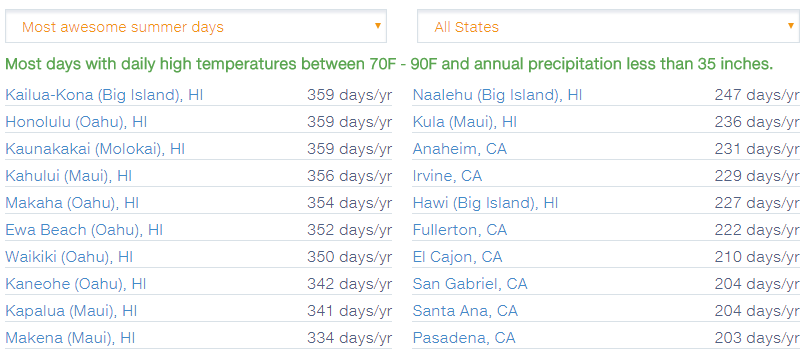 Most awesome summer days
All States
Most days with daily high temperatures between 70F - 90F and annual precipitation less than 35 inches.
Kailua-Kona (Big Island), HI 359 days/yr
Honolulu (Oahu), HI 359 days/yr
Kaunakakai (Molokai), HI 359 days/yr
Kahului (Maui), HI 356 days/yr
Makaha (Oahu), HI 354 days/yr
Ewa Beach (Oahu), HI 352 days/yr
Waikiki (Oahu), HI 350 days/yr
Kaneohe (Oahu), HI 342 days/yr
Kapalua (Maui), HI 341 days/yr
Makena (Maui), HI 334 days/yr
Naalehu (Big Island), HI 247 days/yr
Kula (Maui), HI 236 days/yr
Anaheim, CA 231 days/yr
Irvine, CA 229 days/yr
Hawi (Big Island), HI 227 days/yr
Fullerton, CA 222 days/yr
El Cajon, CA 210 days/yr
San Gabriel, CA 204 days/yr
Santa Ana, CA 204 days/yr
Pasadena, CA 203 days/yr